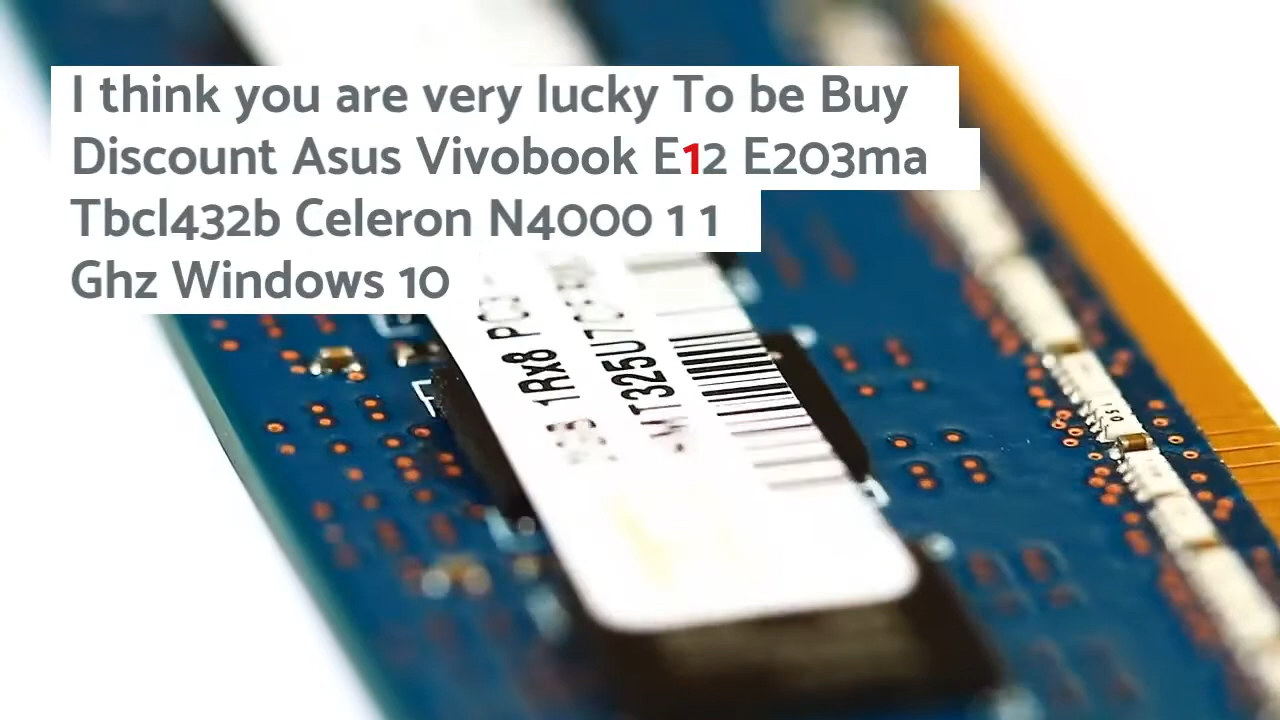 I think you are very lucky To be Buy
Discount Asus Vivobook E12 E203ma
Tbcl432b Celeron N4000 1 1
Ghz Windows 10
1Rx8